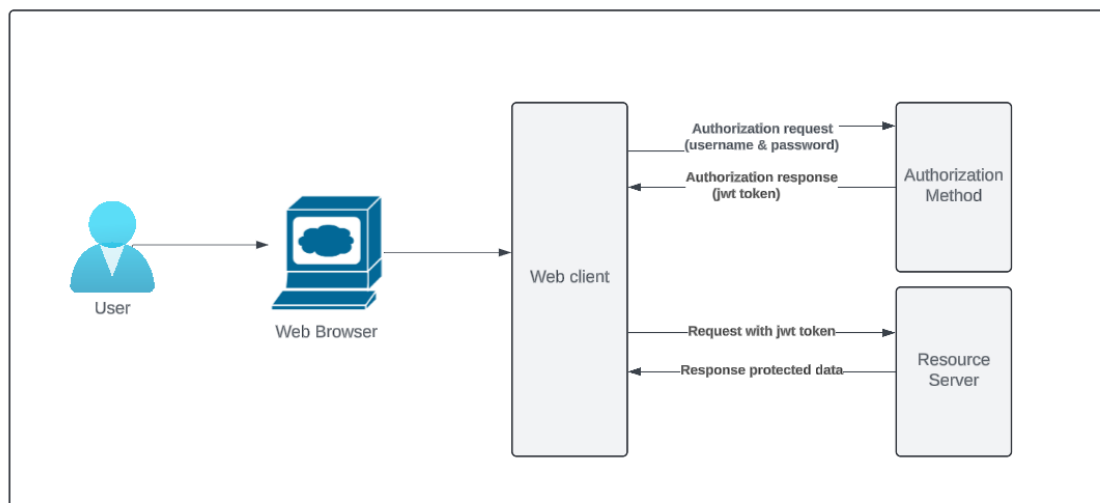 User
Web Browser
Web client
Authorization request
(username & password)
Authorization response
(jwt token)
Authorization
Method
Request with jwt token
Response protected data
Resource
Server